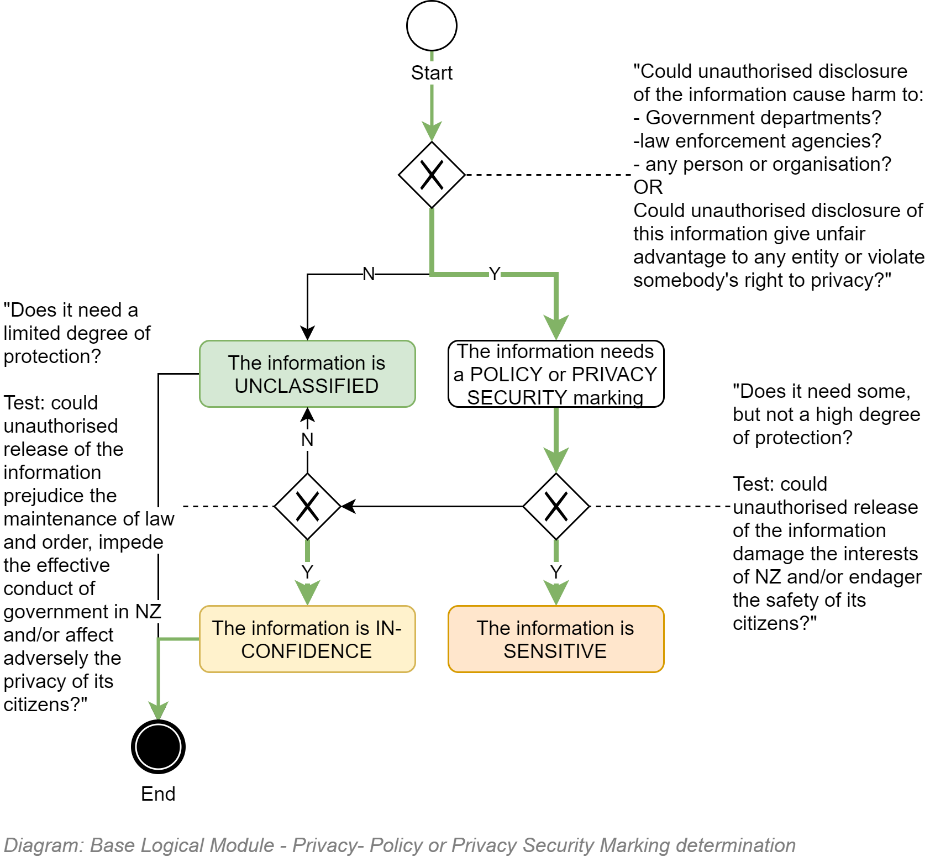 Start
"Could unauthorised disclosure
of the information cause harm to:
- Government departments?
-law enforcement agencies?
- any person or organisation?
OR
Could unauthorised disclosure of
this information give unfair
advantage to any entity or violate
somebody's right to privacy?"
N
Y
"Does it need a
limited degree of
protection?
Test: could
unauthorised
release of the
information
prejudice the
maintenance of law
and order, impede
the effective
conduct of
government in NZ
and/or affect
adversely the
privacy of its
citizens?"
The information is
UNCLASSIFIED
The information needs
a POLICY or PRIVACY
SECURITY marking
"Does it need some,
but not a high degree
of protection?
Test: could
unauthorised release
of the information
damage the interests
of NZ and/or endager
the safety of its
citizens?"
N
Y
Y
The information is IN-
CONFIDENCE
The information is
SENSITIVE
End
Diagram: Base Logical Module - Privacy- Policy or Privacy Security Marking determination